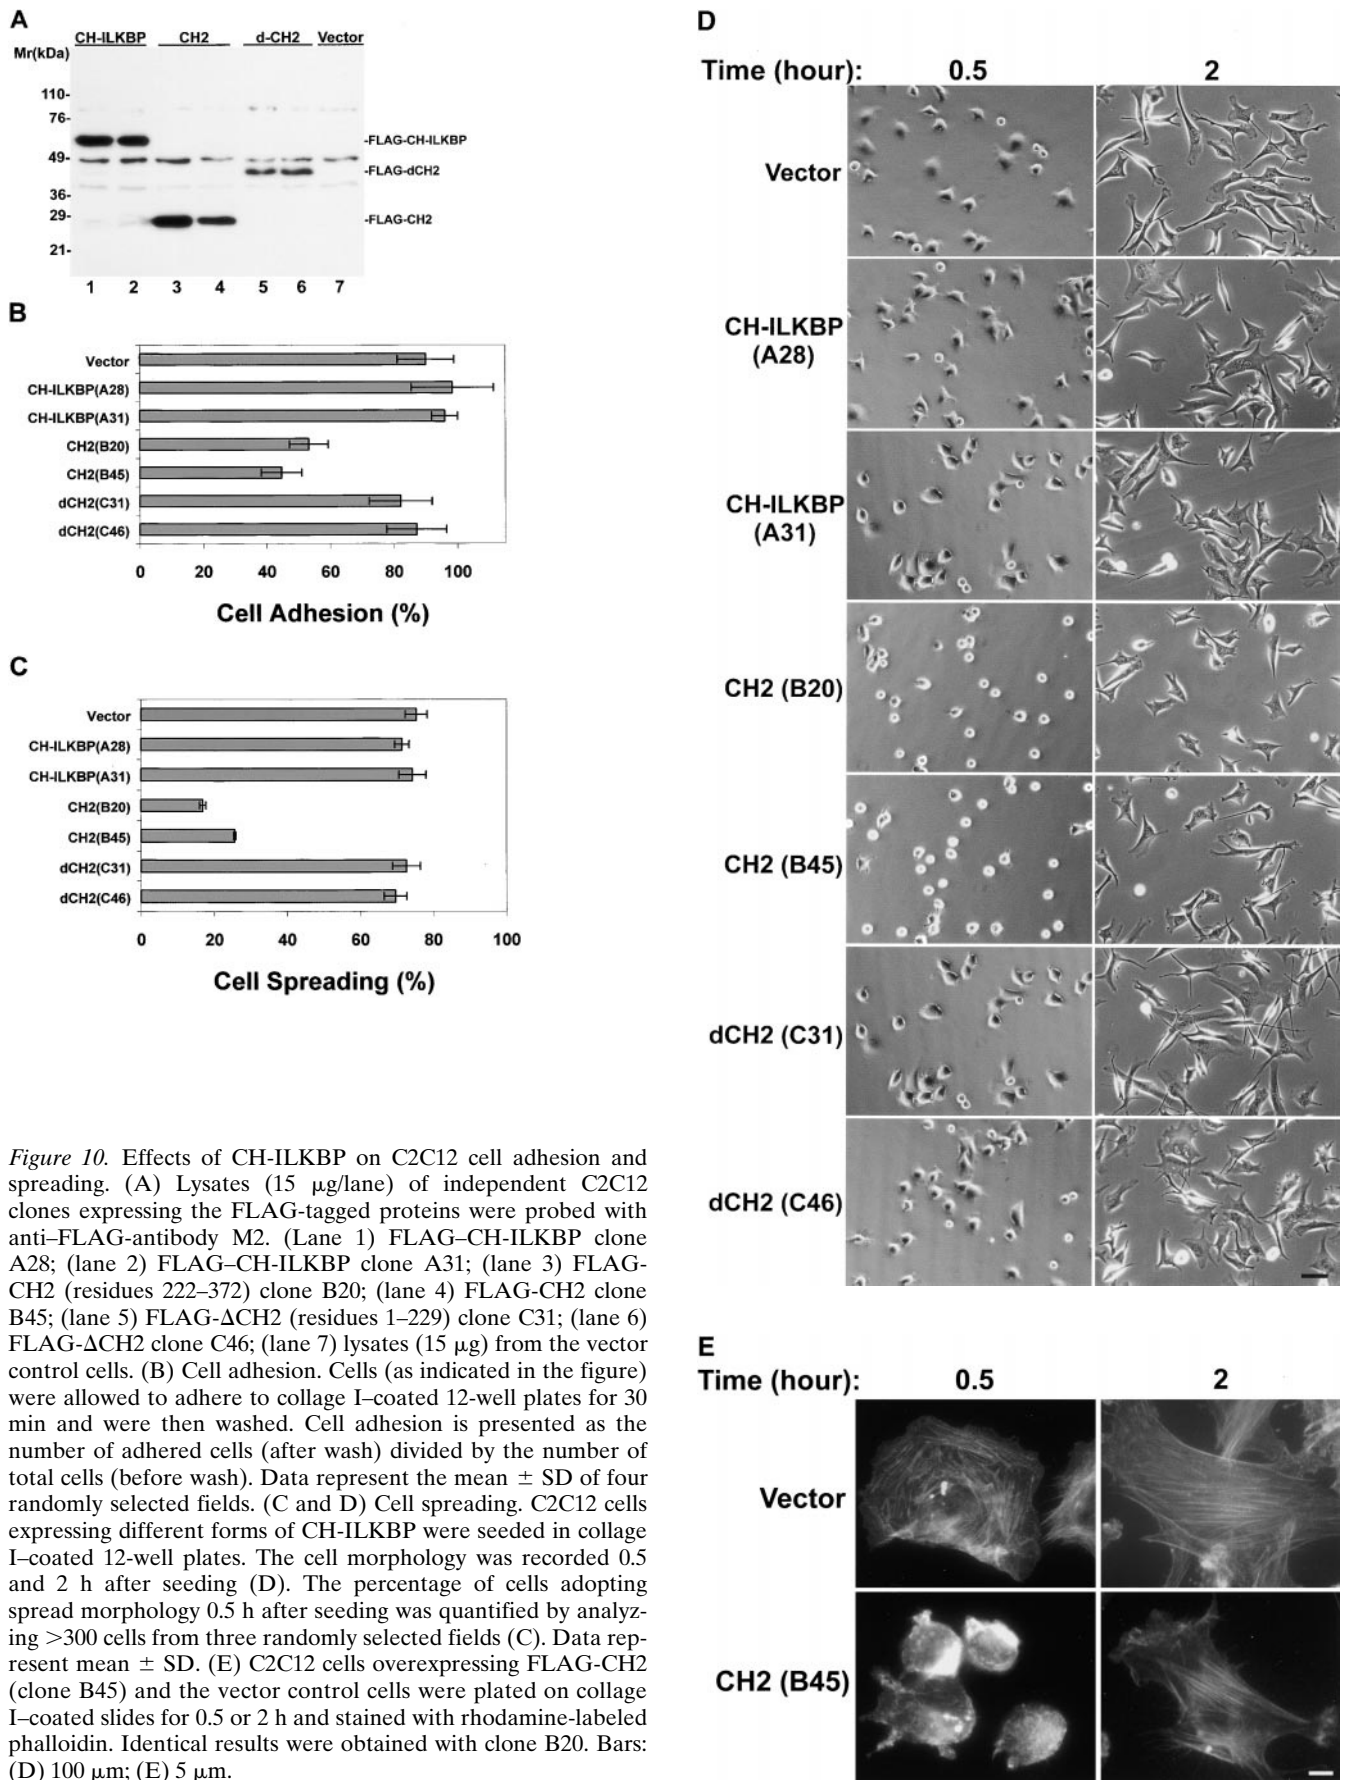 A
CH-ILKBP CH2 d-CH2 Vector
Mr(kDa)
110-
76-
49-
36-
29-
21-
-FLAG-CH-ILKBP
-FLAG-dCH2
-FLAG-CH2
1 2 3 4 5 6 7
B
Vector
CH-ILKBP(A28)
CH-ILKBP(A31)
CH2(B20)
CH2(B45)
dCH2(C31)
dCH2(C46)
0 20 40 60 80 100
Cell Adhesion (%)
C
Vector
CH-ILKBP(A28)
CH-ILKBP(A31)
CH2(B20)
CH2(B45)
dCH2(C31)
dCH2(C46)
0 20 40 60 80 100
Cell Spreading (%)
Figure 10. Effects of CH-ILKBP on C2C12 cell adhesion and
spreading. (A) Lysates (15 μg/lane) of independent C2C12
clones expressing the FLAG-tagged proteins were probed with
anti–FLAG-antibody M2. (Lane 1) FLAG–CH-ILKBP clone
A28; (lane 2) FLAG–CH-ILKBP clone A31; (lane 3) FLAG-
CH2 (residues 222–372) clone B20; (lane 4) FLAG-CH2 clone
B45; (lane 5) FLAG-ΔCH2 (residues 1–229) clone C31; (lane 6)
FLAG-ΔCH2 clone C46; (lane 7) lysates (15 μg) from the vector
control cells. (B) Cell adhesion. Cells (as indicated in the figure)
were allowed to adhere to collage I–coated 12-well plates for 30
min and were then washed. Cell adhesion is presented as the
number of adhered cells (after wash) divided by the number of
total cells (before wash). Data represent the mean ± SD of four
randomly selected fields. (C and D) Cell spreading. C2C12 cells
expressing different forms of CH-ILKBP were seeded in collage
I–coated 12-well plates. The cell morphology was recorded 0.5
and 2 h after seeding (D). The percentage of cells adopting
spread morphology 0.5 h after seeding was quantified by analyz-
ing >300 cells from three randomly selected fields (C). Data rep-
resent mean ± SD. (E) C2C12 cells overexpressing FLAG-CH2
(clone B45) and the vector control cells were plated on collage
I–coated slides for 0.5 or 2 h and stained with rhodamine-labeled
phalloidin. Identical results were obtained with clone B20. Bars:
(D) 100 μm; (E) 5 μm.
D
Time (hour): 0.5 2
Vector
CH-ILKBP
(A28)
CH-ILKBP
(A31)
CH2 (B20)
CH2 (B45)
dCH2 (C31)
dCH2 (C46)
E
Time (hour): 0.5 2
Vector
CH2 (B45)